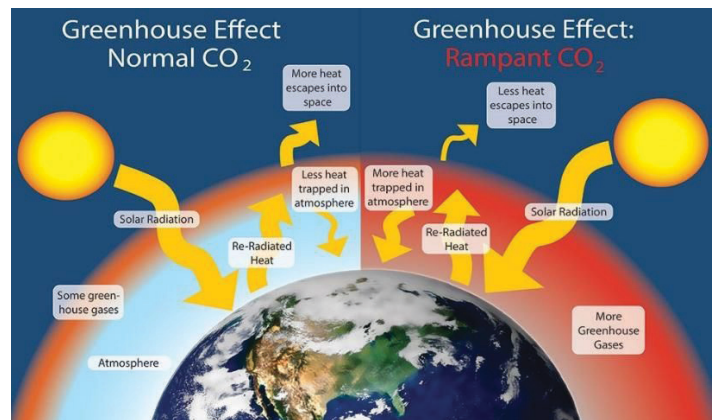 Greenhouse Effect
Normal CO₂
More heat
escapes into
space
Less heat
trapped in
atmosphere
Solar Radiation
Re-Radiated
Heat
Some green-
house gases
Atmosphere
Greenhouse Effect:
Rampant CO₂
Less heat
escapes into
space
More heat
trapped in
atmosphere
Solar Radiation
Re-Radiated
Heat
More
Greenhouse
Gases